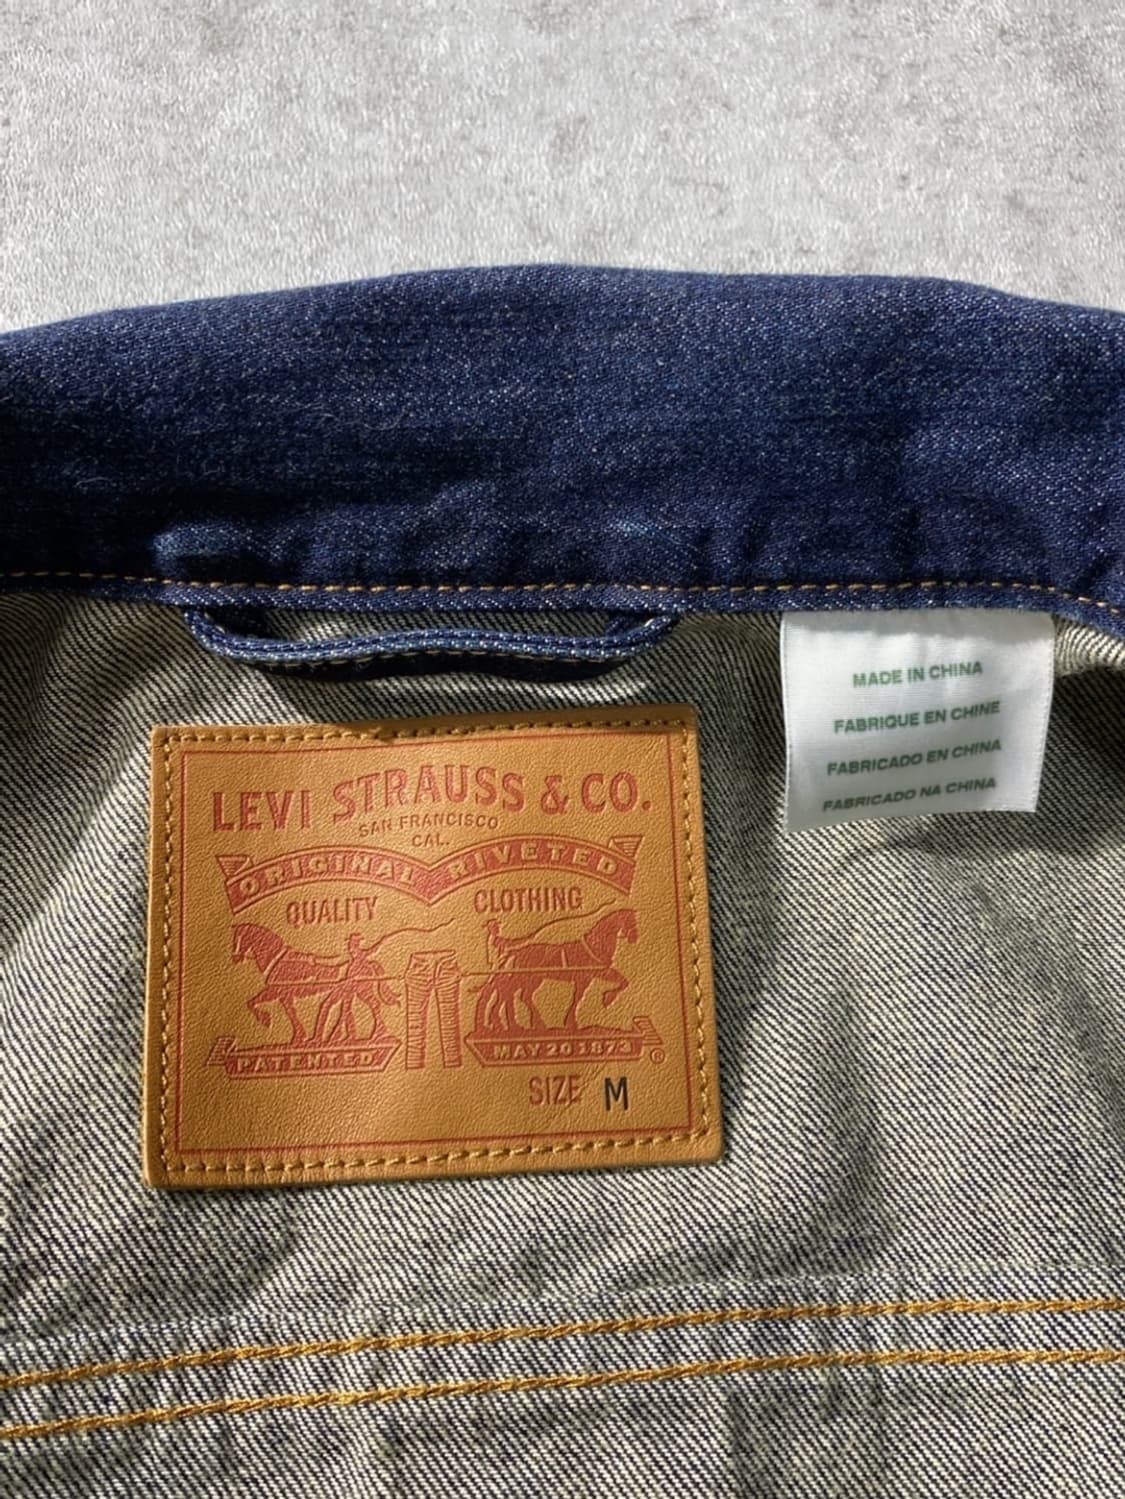 LEVI STRAUSS & CO.
SAN FRANCISCO
CAL.
ORIGINAL RIVETED
QUALITY CLOTHING
PATENTED MAY 20 1873 ®
SIZE M
MADE IN CHINA
FABRIQUE EN CHINE
FABRICADO EN CHINA
FABRICADO NA CHINA